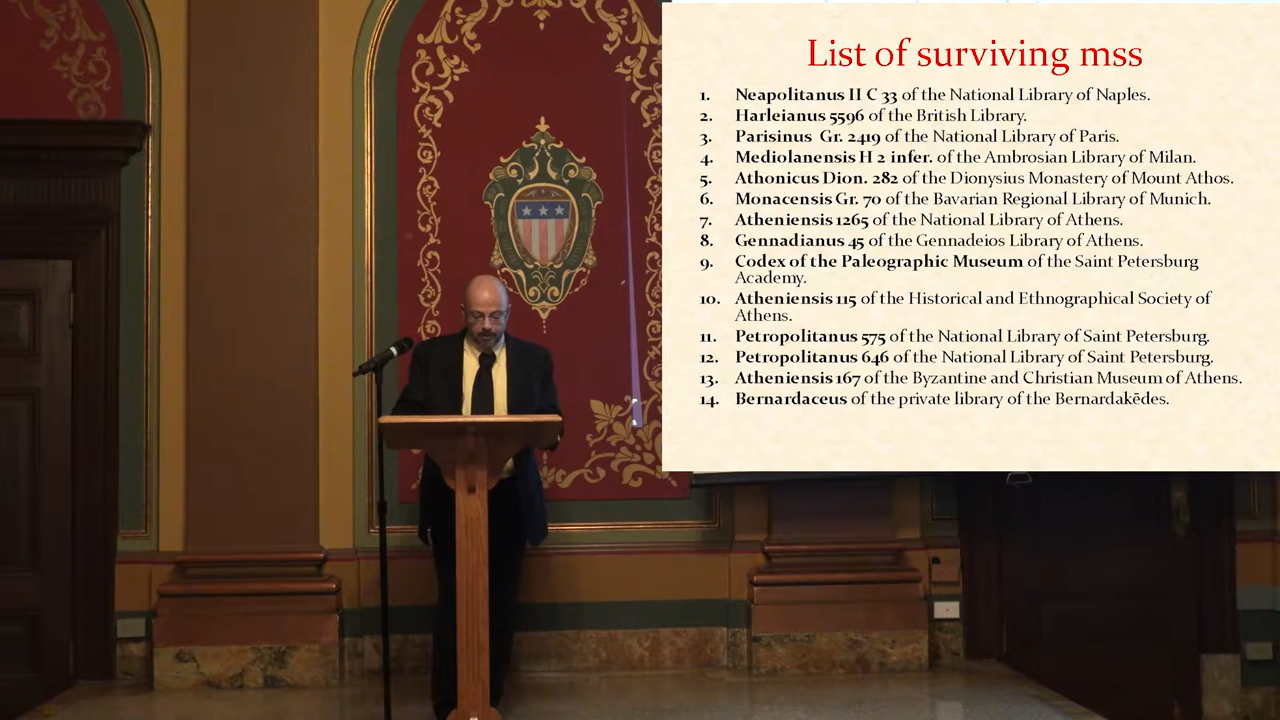 List of surviving mss
1. Neapolitanus II C 33 of the National Library of Naples.
2. Harleianus 5596 of the British Library.
3. Parisinus Gr. 2419 of the National Library of Paris.
4. Mediolanensis H 2 infer. of the Ambrosian Library of Milan.
5. Athonicus Dion. 282 of the Dionysius Monastery of Mount Athos.
6. Monacensis Gr. 70 of the Bavarian Regional Library of Munich.
7. Atheniensis 1265 of the National Library of Athens.
8. Gennadianus 45 of the Gennadeios Library of Athens.
9. Codex of the Paleographic Museum of the Saint Petersburg
Academy.
10. Atheniensis 115 of the Historical and Ethnographical Society of
Athens.
11. Petropolitanus 575 of the National Library of Saint Petersburg.
12. Petropolitanus 646 of the National Library of Saint Petersburg.
13. Atheniensis 167 of the Byzantine and Christian Museum of Athens.
14. Bernardaceus of the private library of the Bernardakēdes.